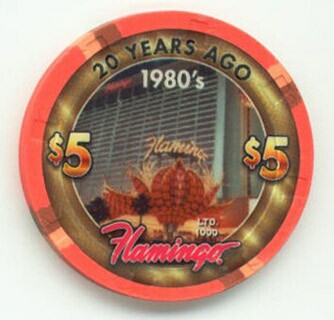 20 YEARS AGO
1980's
Flamingo
$5 $5
LTD.
1000
Flamingo